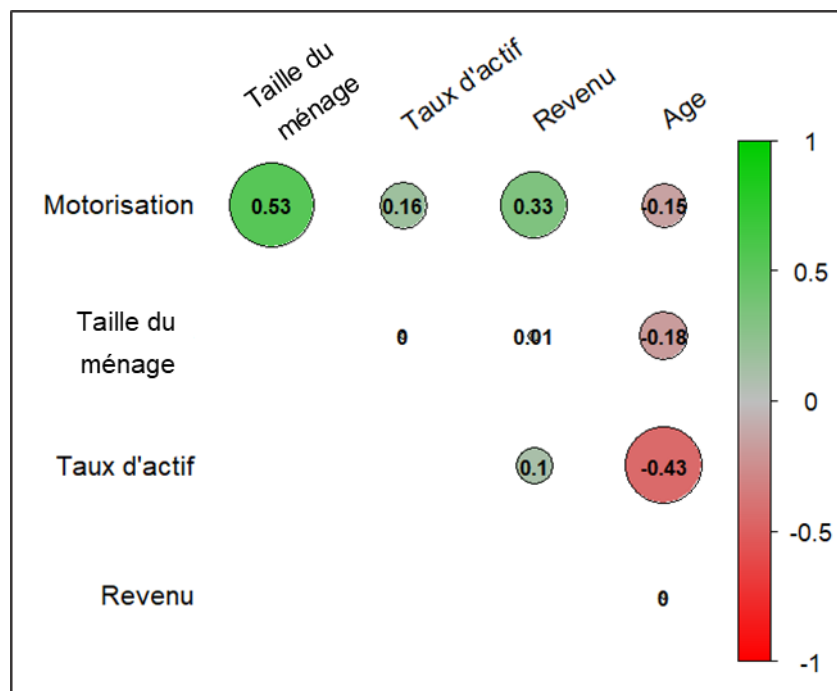 Taille du
ménage
Taux d'actif
Revenu
Age
Motorisation 0.53 0.16 0.33 -0.15
Taille du
ménage
0 0.01 -0.18
Taux d'actif 0.1 -0.43
Revenu 0
1
0.5
0
-0.5
-1